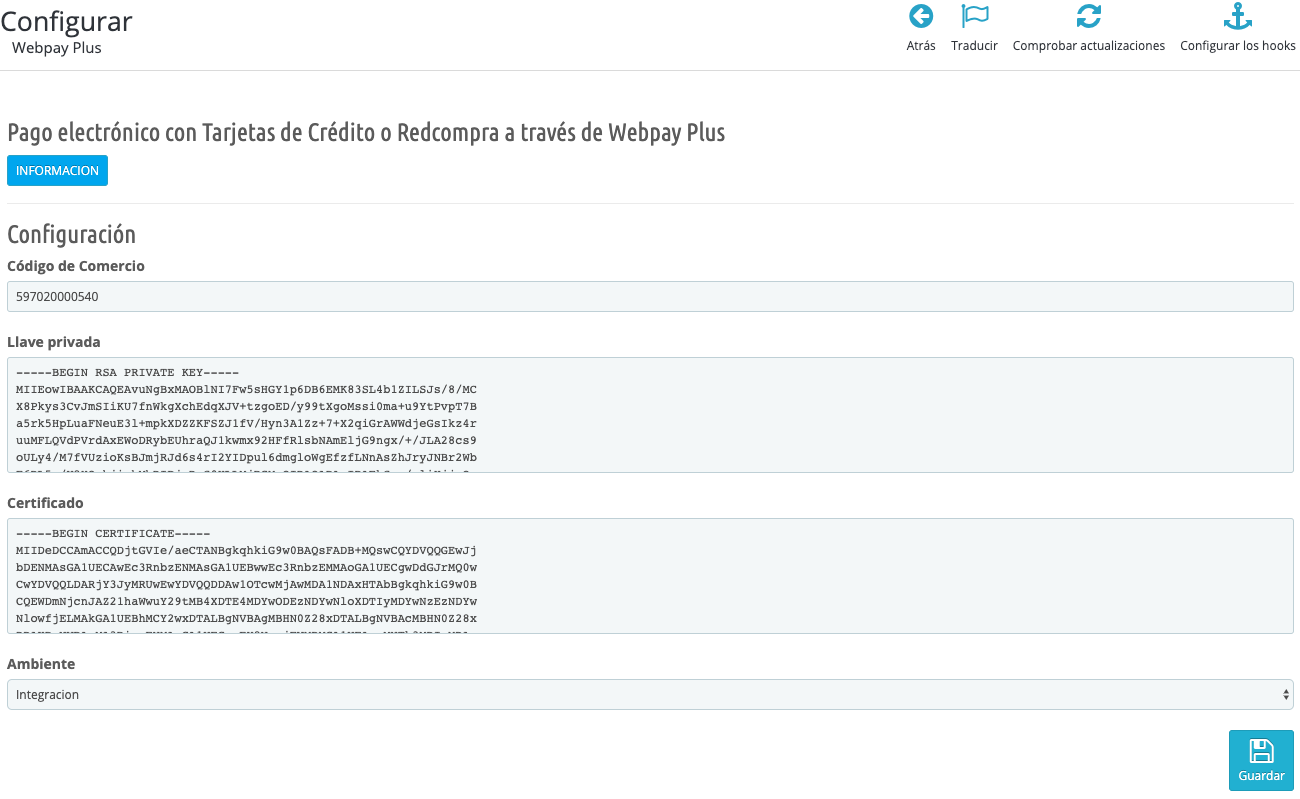 Configurar
Webpay Plus
Atrás
Traducir
Comprobar actualizaciones
Configurar los hooks
Pago electrónico con Tarjetas de Crédito o Redcompra a través de Webpay Plus
INFORMACION
Configuración
Código de Comercio
597020000540
Llave privada
-----BEGIN RSA PRIVATE KEY-----
MIIEowIBAAKCAQEAvuNgBxMAOBlNI7Fw5sHGY1p6DB6EMK83SL4b1ZILSJs/8/MC
X8Pkys3CvJmSIiKU7fnWkgXchEdqXJV+tzgoED/y99tXgoMssi0ma+u9YtPvpT7B
a5rk5HpLuaFNeuE3l+mpkXDZZKFSZJ1fV/Hyn3A1Zz+7+X2qiGrAWWdjeGsIkz4r
uuMFLQVdPVrdAxEWoDRybEUhraQJ1kwmx92HFfRlsbNAmEljG9ngx/+/JLA28cs9
oULy4/M7fVUzioKsBJmjRJd6s4rI2YIDpul6dmgloWgEfzfLNnAsZhJryJNBr2Wb
Certificado
-----BEGIN CERTIFICATE-----
MIIDeDCCAmACCQDjtGVIe/aeCTANBgkqhkiG9w0BAQsFADB+MQswCQYDVQQGEwJj
bDENMAsGA1UECAwEc3RnbzENMAsGA1UEBwwEc3RnbzEMMAoGA1UECgwDdGJrMQ0w
CwYDVQQLDARjY3JyMRUwEwYDVQQDDAw1OTcwMjAwMDA1NDAxHTAbBgkqhkiG9w0B
CQEWDmNjcnJAZ21haWwuY29tMB4XDTE4MDYwODEzNDYwNloXDTIyMDYwNzEzNDYw
NlowfjELMAkGA1UEBhMCY2wxDTALBgNVBAgMBHN0Z28xDTALBgNVBAcMBHN0Z28x
Ambiente
Integracion
Guardar